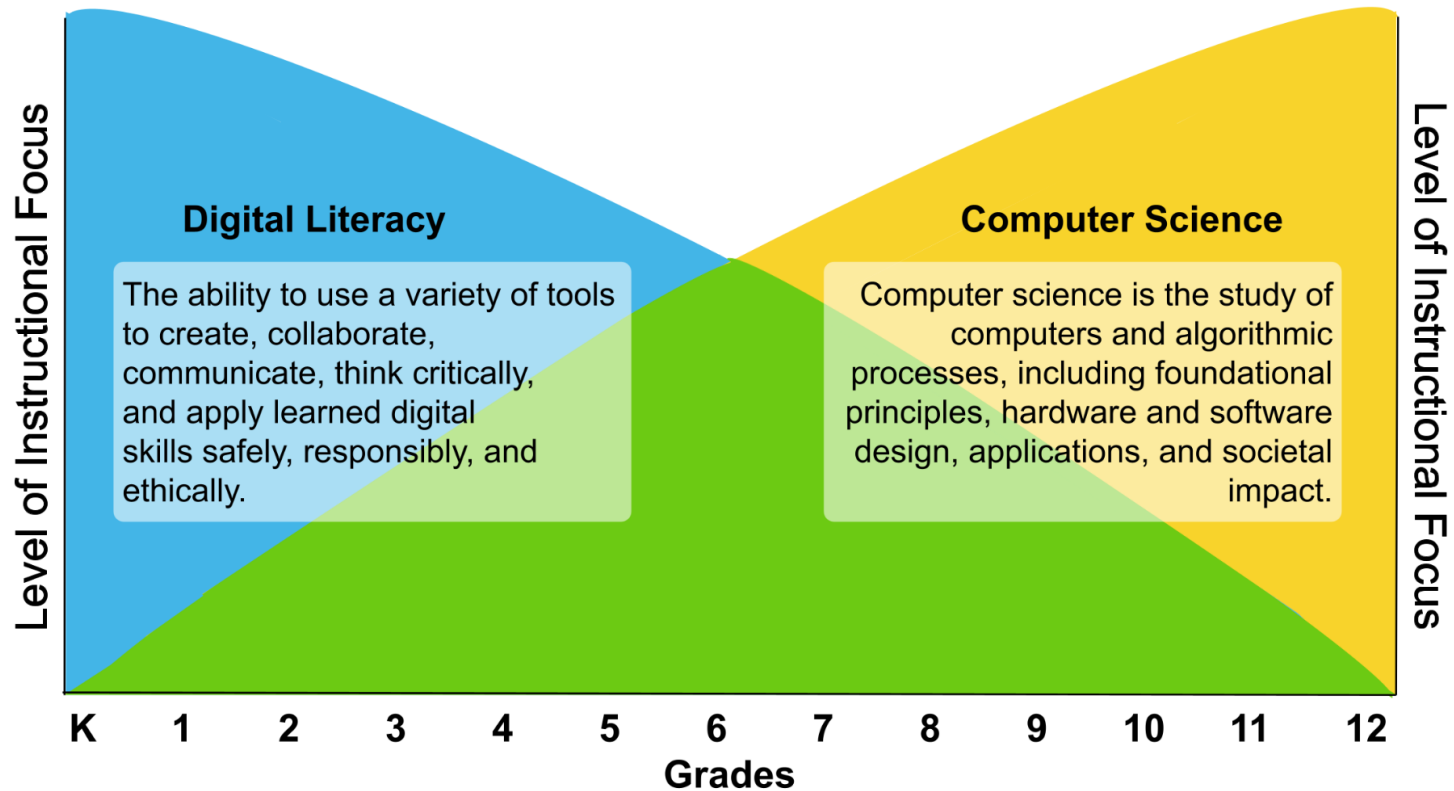 Level of Instructional Focus
Digital Literacy
The ability to use a variety of tools
to create, collaborate,
communicate, think critically,
and apply learned digital
skills safely, responsibly, and
ethically.
Computer Science
Computer science is the study of
computers and algorithmic
processes, including foundational
principles, hardware and software
design, applications, and societal
impact.
Level of Instructional Focus
K 1 2 3 4 5 6 7 8 9 10 11 12
Grades